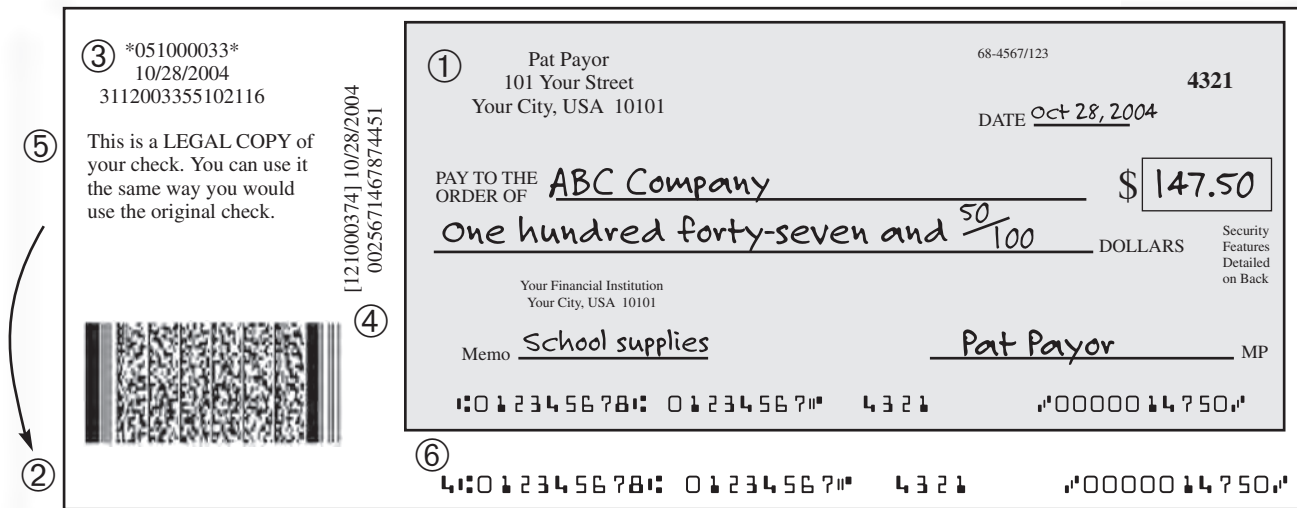 ③ *051000033*
10/28/2004
3112003355102116
⑤ This is a LEGAL COPY of
your check. You can use it
the same way you would
use the original check.
[121000374] 10/28/2004
0025671467874451
④
②
① Pat Payor
101 Your Street
Your City, USA 10101
68-4567/123
4321
DATE Oct 28, 2004
PAY TO THE
ORDER OF ABC Company $ 147.50
One hundred forty-seven and 50/100 DOLLARS
Security
Features
Detailed
on Back
Your Financial Institution
Your City, USA 10101
Memo School supplies Pat Payor MP
⑆012345678⑆ 01234567⑈ 4321 ⑇0000014750⑇
⑥
4⑆012345678⑆ 01234567⑈ 4321 ⑇0000014750⑇